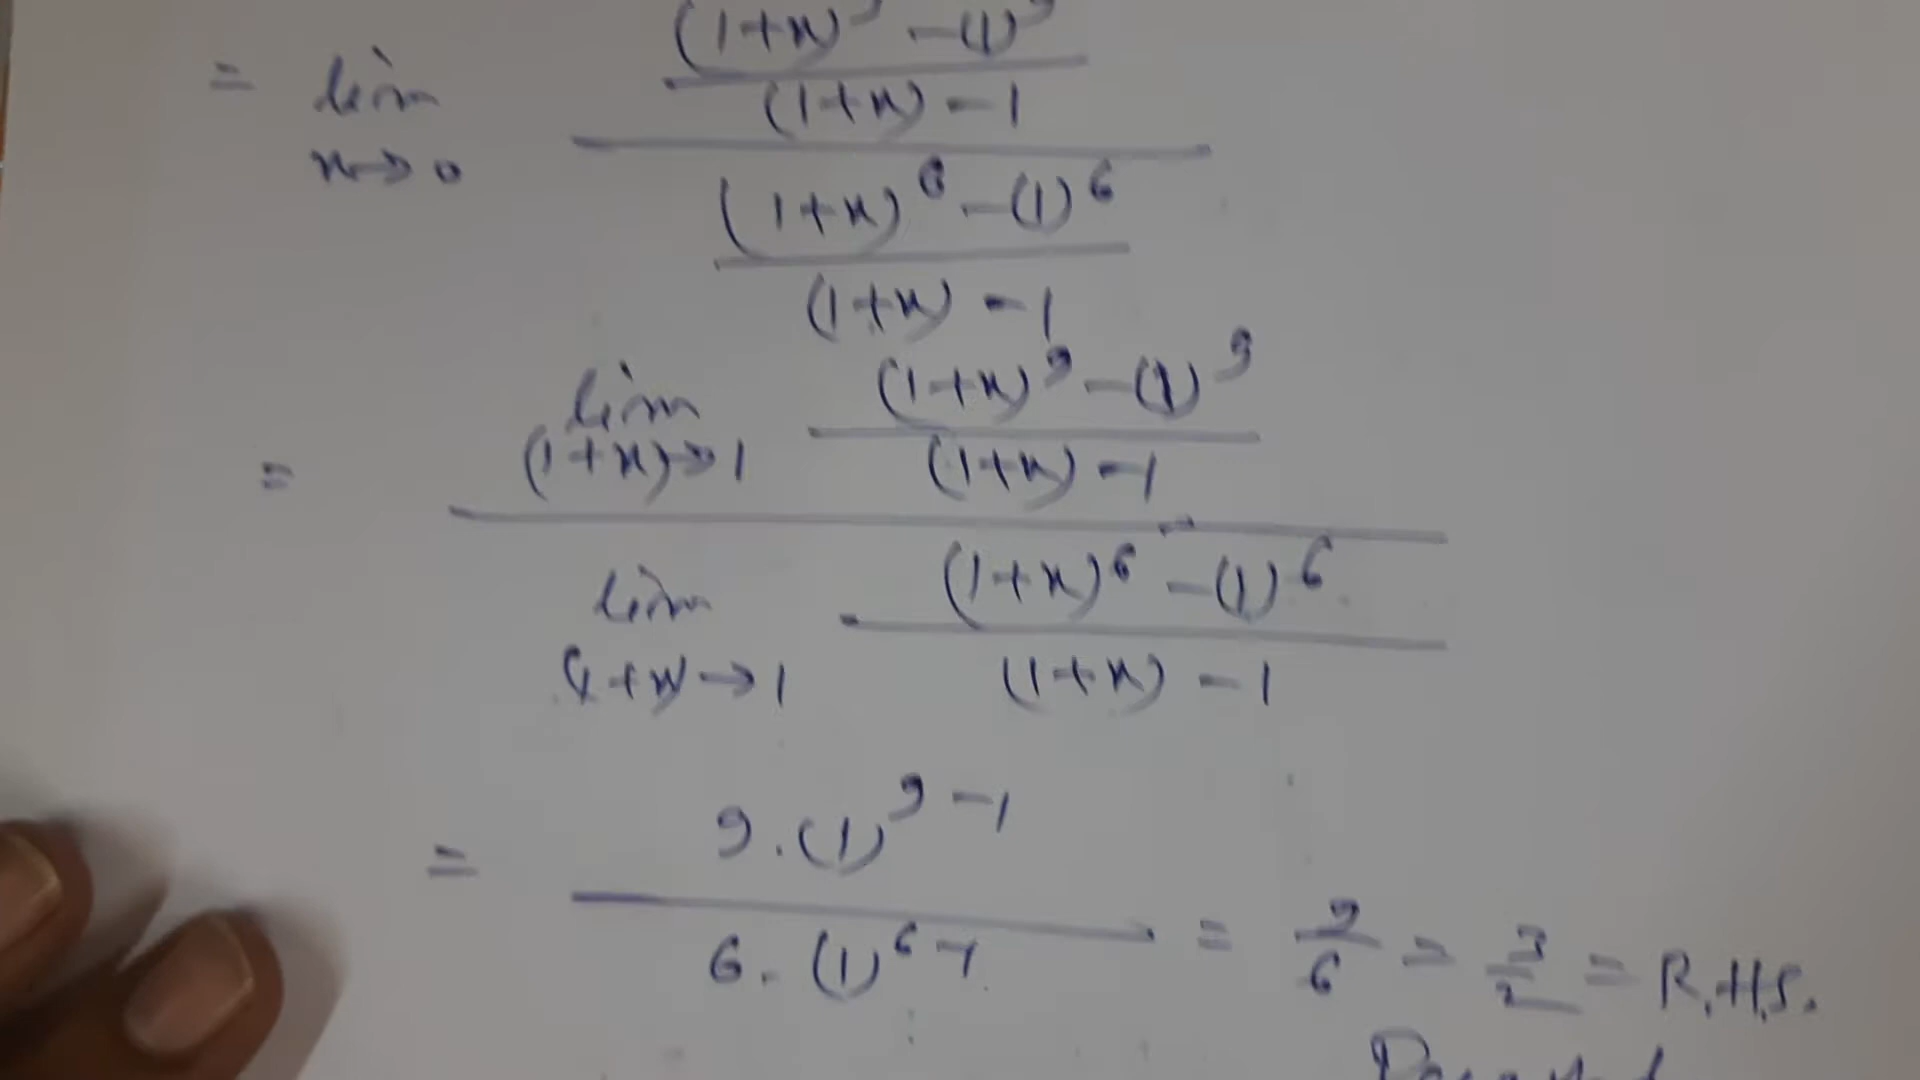 (1+x)⁹ - (1)⁹
= lim
(1+x) - 1
x→0
(1+x)⁶ - (1)⁶
(1+x) - 1
lim (1+x)⁹ - (1)⁹
= (1+x)→1 (1+x) - 1
lim (1+x)⁶ - (1)⁶
(1+x)→1 (1+x) - 1
= 9.(1)⁹⁻¹ / 6.(1)⁶⁻¹ = 9/6 = 3/2 = R.H.S.